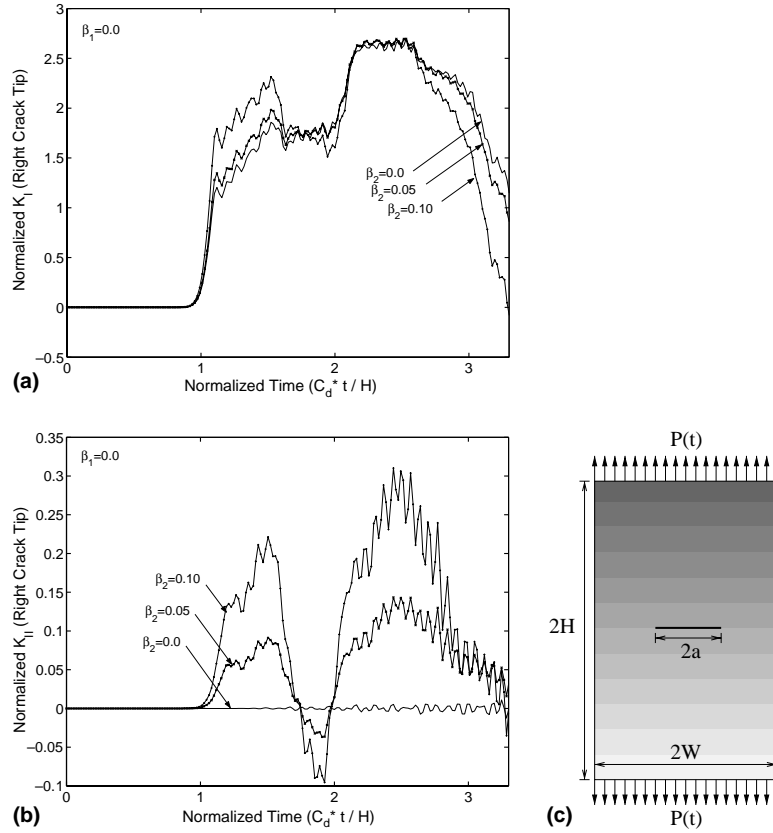 3
2.5
2
1.5
1
0.5
0
−0.5
0
1
2
3
β1=0.0
β2=0.0
β2=0.05
β2=0.10
Normalized KI (Right Crack Tip)
Normalized Time (Cd* t / H)
(a)
0.35
0.3
0.25
0.2
0.15
0.1
0.05
0
−0.05
−0.1
0
1
2
3
β1=0.0
β2=0.10
β2=0.05
β2=0.0
Normalized KII (Right Crack Tip)
Normalized Time (Cd* t / H)
(b)
P(t)
2H
2a
2W
P(t)
(c)